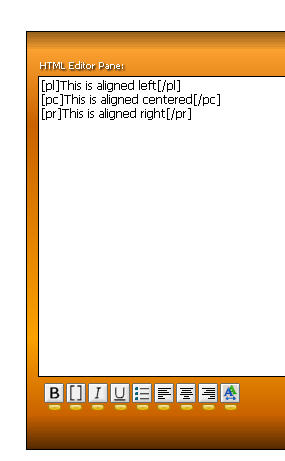 HTML Editor Pane:
[pl]This is aligned left[/pl]
[pc]This is aligned centered[/pc]
[pr]This is aligned right[/pr]
B [] I U A